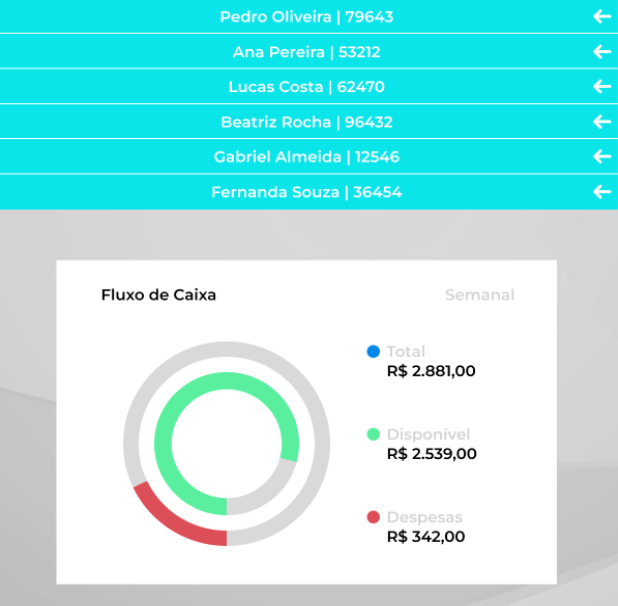 Pedro Oliveira | 79643
Ana Pereira | 53212
Lucas Costa | 62470
Beatriz Rocha | 96432
Gabriel Almeida | 12546
Fernanda Souza | 36454
Fluxo de Caixa
Semanal
Total
R$ 2.881,00
Disponível
R$ 2.539,00
Despesas
R$ 342,00